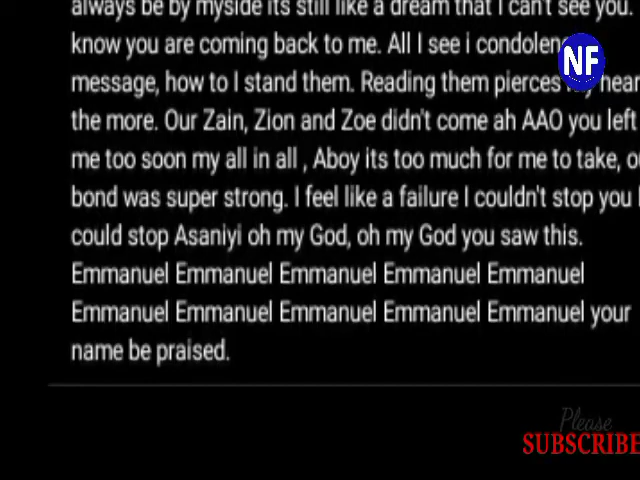 always be by myside its still like a dream that I can't see you.
know you are coming back to me. All I see i condolen
NF
message, how to I stand them. Reading them pierces my hear
the more. Our Zain, Zion and Zoe didn't come ah AAO you left
me too soon my all in all , Aboy its too much for me to take, o
bond was super strong. I feel like a failure I couldn't stop you
could stop Asaniyi oh my God, oh my God you saw this.
Emmanuel Emmanuel Emmanuel Emmanuel Emmanuel
Emmanuel Emmanuel Emmanuel Emmanuel Emmanuel your
name be praised.
Please
SUBSCRIBE